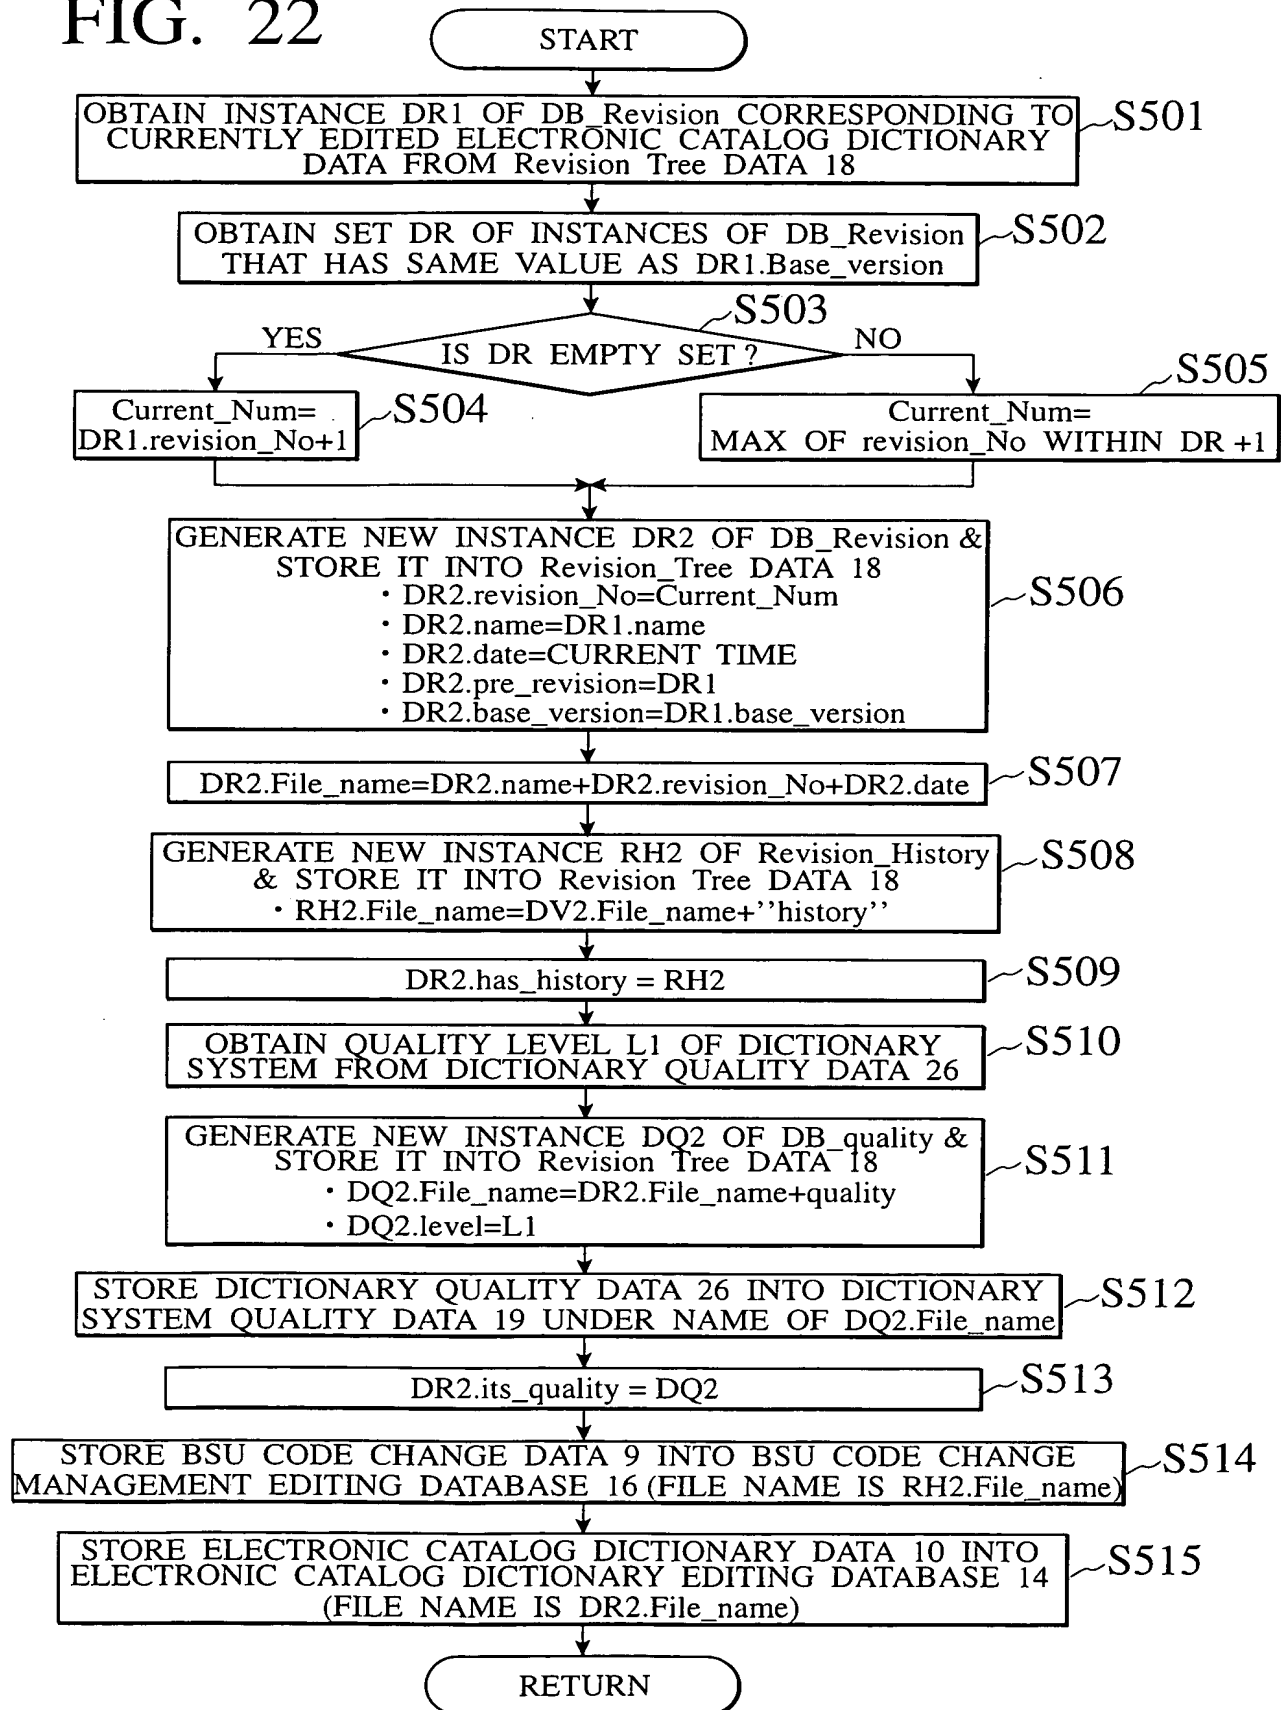 FIG. 22
START
OBTAIN INSTANCE DR1 OF DB_Revision CORRESPONDING TO
CURRENTLY EDITED ELECTRONIC CATALOG DICTIONARY
DATA FROM Revision Tree DATA 18
S501
OBTAIN SET DR OF INSTANCES OF DB_Revision
THAT HAS SAME VALUE AS DR1.Base_version
S502
S503
YES
IS DR EMPTY SET?
NO
Current_Num=
DR1.revision_No+1
S504
S505
Current_Num=
MAX OF revision_No WITHIN DR +1
GENERATE NEW INSTANCE DR2 OF DB_Revision &
STORE IT INTO Revision_Tree DATA 18
・DR2.revision_No=Current_Num
・DR2.name=DR1.name
・DR2.date=CURRENT TIME
・DR2.pre_revision=DR1
・DR2.base_version=DR1.base_version
S506
DR2.File_name=DR2.name+DR2.revision_No+DR2.date
S507
GENERATE NEW INSTANCE RH2 OF Revision_History
& STORE IT INTO Revision Tree DATA 18
・RH2.File_name=DV2.File_name+’’history’’
S508
DR2.has_history = RH2
S509
OBTAIN QUALITY LEVEL L1 OF DICTIONARY
SYSTEM FROM DICTIONARY QUALITY DATA 26
S510
GENERATE NEW INSTANCE DQ2 OF DB_quality &
STORE IT INTO Revision Tree DATA 18
・DQ2.File_name=DR2.File_name+quality
・DQ2.level=L1
S511
STORE DICTIONARY QUALITY DATA 26 INTO DICTIONARY
SYSTEM QUALITY DATA 19 UNDER NAME OF DQ2.File_name
S512
DR2.its_quality = DQ2
S513
STORE BSU CODE CHANGE DATA 9 INTO BSU CODE CHANGE
MANAGEMENT EDITING DATABASE 16 (FILE NAME IS RH2.File_name)
S514
STORE ELECTRONIC CATALOG DICTIONARY DATA 10 INTO
ELECTRONIC CATALOG DICTIONARY EDITING DATABASE 14
(FILE NAME IS DR2.File_name)
S515
RETURN